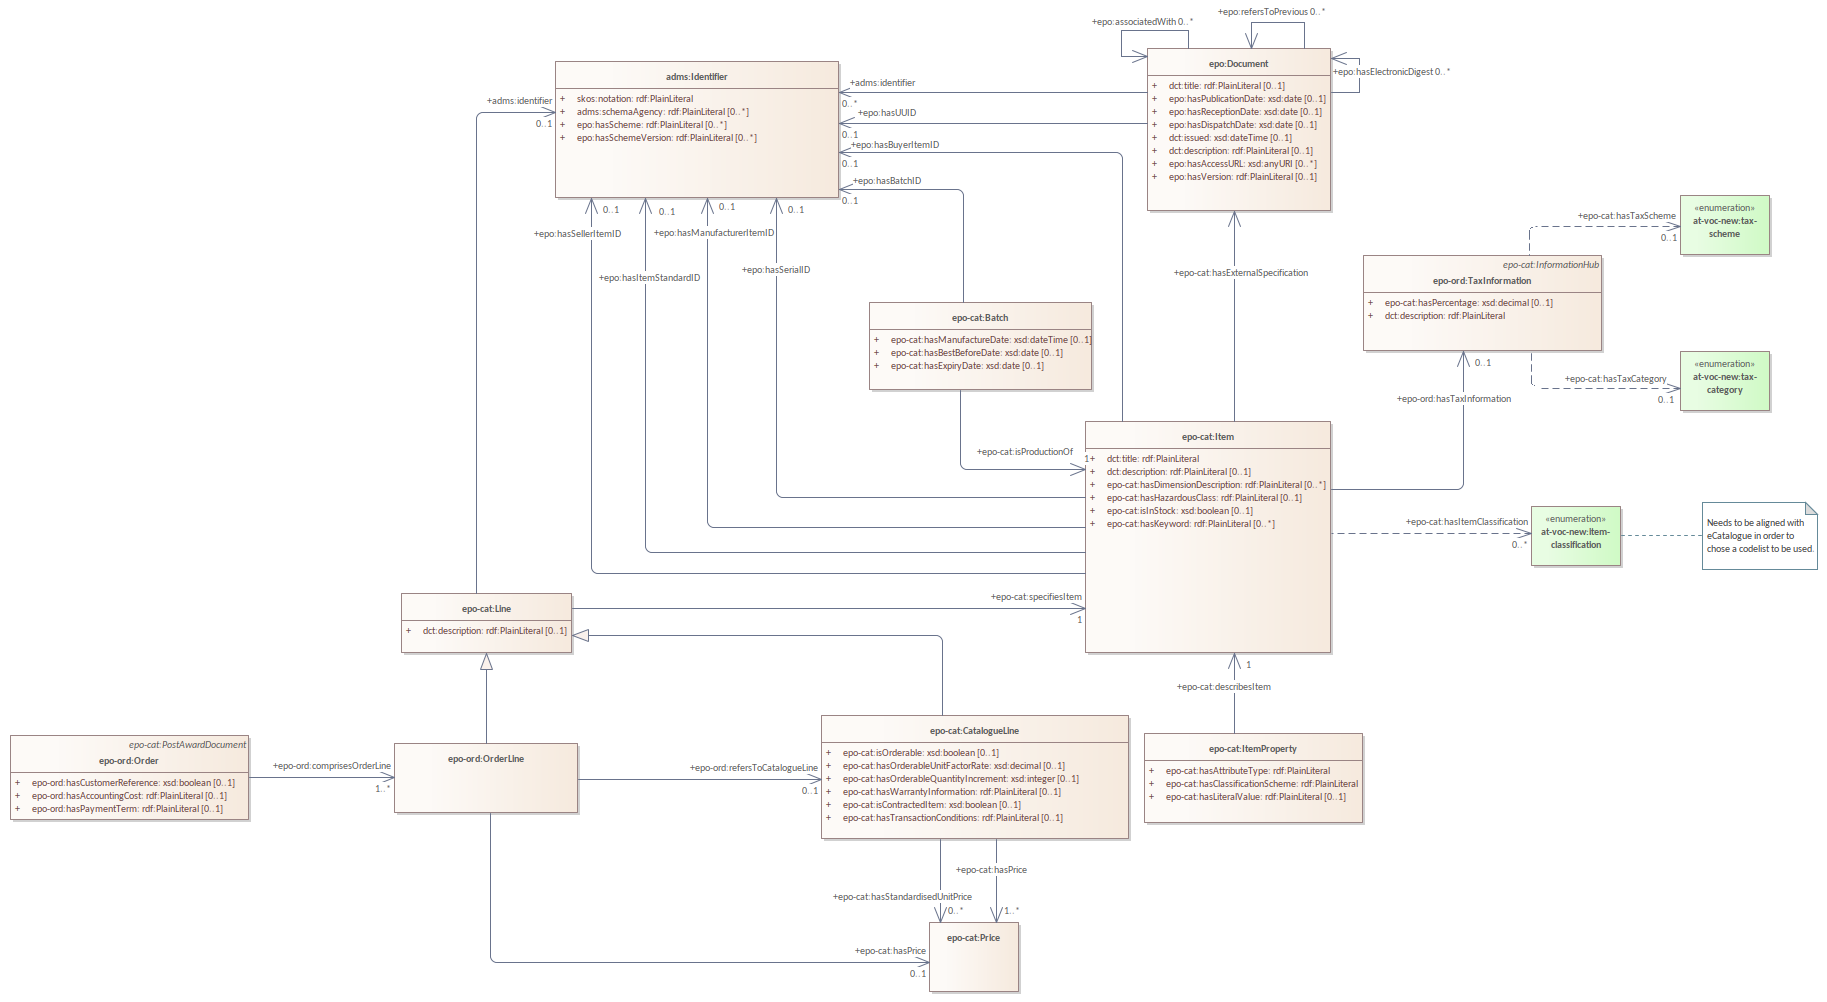 +epo:refersToPrevious 0..*
+epo:associatedWith 0..*
epo:Document
+epo:hasElectronicDigest 0..*
+ dct:title: rdf:PlainLiteral [0..1]
+ epo:hasPublicationDate: xsd:date [0..1]
+ epo:hasReceptionDate: xsd:date [0..1]
+ epo:hasDispatchDate: xsd:date [0..1]
+ dct:issued: xsd:dateTime [0..1]
+ dct:description: rdf:PlainLiteral [0..1]
+ epo:hasAccessURL: xsd:anyURI [0..*]
+ epo:hasVersion: rdf:PlainLiteral [0..1]
adms:Identifier
+ skos:notation: rdf:PlainLiteral
+ adms:schemaAgency: rdf:PlainLiteral [0..*]
+ epo:hasScheme: rdf:PlainLiteral [0..*]
+ epo:hasSchemeVersion: rdf:PlainLiteral [0..*]
+adms:identifier
0..1
+adms:identifier
0..*
+epo:hasUUID
0..1
+epo:hasBuyerItemID
0..1
+epo:hasBatchID
0..1
0..1
0..1
0..1
0..1
+epo:hasSellerItemID
+epo:hasManufacturerItemID
+epo:hasItemStandardID
+epo:hasSerialID
+epo-cat:hasExternalSpecification
+epo-cat:hasTaxScheme
0..1
«enumeration»
at-voc-new:tax-
scheme
epo-cat:InformationHub
epo-ord:TaxInformation
+ epo-cat:hasPercentage: xsd:decimal [0..1]
+ dct:description: rdf:PlainLiteral
0..1
+epo-ord:hasTaxInformation
+epo-cat:hasTaxCategory
0..1
«enumeration»
at-voc-new:tax-
category
epo-cat:Batch
+ epo-cat:hasManufactureDate: xsd:dateTime [0..1]
+ epo-cat:hasBestBeforeDate: xsd:date [0..1]
+ epo-cat:hasExpiryDate: xsd:date [0..1]
+epo-cat:isProductionOf
1
epo-cat:Item
+ dct:title: rdf:PlainLiteral
+ dct:description: rdf:PlainLiteral [0..1]
+ epo-cat:hasDimensionDescription: rdf:PlainLiteral [0..*]
+ epo-cat:hasHazardousClass: rdf:PlainLiteral [0..1]
+ epo-cat:isInStock: xsd:boolean [0..1]
+ epo-cat:hasKeyword: rdf:PlainLiteral [0..*]
+epo-cat:hasItemClassification
0..*
«enumeration»
at-voc-new:item-
classification
Needs to be aligned with
eCatalogue in order to
chose a codelist to be used.
epo-cat:Line
+ dct:description: rdf:PlainLiteral [0..1]
+epo-cat:specifiesItem
1
1
+epo-cat:describesItem
epo-cat:PostAwardDocument
epo-ord:Order
+ epo-ord:hasCustomerReference: xsd:boolean [0..1]
+ epo-ord:hasAccountingCost: rdf:PlainLiteral [0..1]
+ epo-ord:hasPaymentTerm: rdf:PlainLiteral [0..1]
+epo-ord:comprisesOrderLine
1..*
epo-ord:OrderLine
+epo-ord:refersToCatalogueLine
0..1
epo-cat:CatalogueLine
+ epo-cat:isOrderable: xsd:boolean [0..1]
+ epo-cat:hasOrderableUnitFactorRate: xsd:decimal [0..1]
+ epo-cat:hasOrderableQuantityIncrement: xsd:integer [0..1]
+ epo-cat:hasWarrantyInformation: rdf:PlainLiteral [0..1]
+ epo-cat:isContractedItem: xsd:boolean [0..1]
+ epo-cat:hasTransactionConditions: rdf:PlainLiteral [0..1]
epo-cat:ItemProperty
+ epo-cat:hasAttributeType: rdf:PlainLiteral
+ epo-cat:hasClassificationScheme: rdf:PlainLiteral
+ epo-cat:hasLiteralValue: rdf:PlainLiteral [0..1]
+epo-cat:hasPrice
+epo-cat:hasStandardisedUnitPrice
0..*
1..*
epo-cat:Price
+epo-cat:hasPrice
0..1